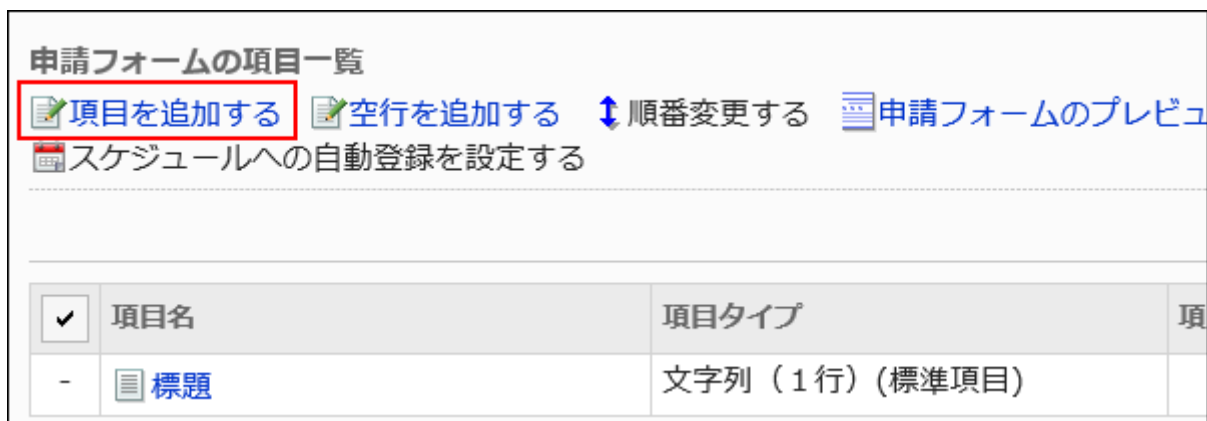 申請フォームの項目一覧
項目を追加する 空行を追加する 順番変更する 申請フォームのプレビュ
スケジュールへの自動登録を設定する
項目名 項目タイプ 項
- 標題 文字列（１行）(標準項目)